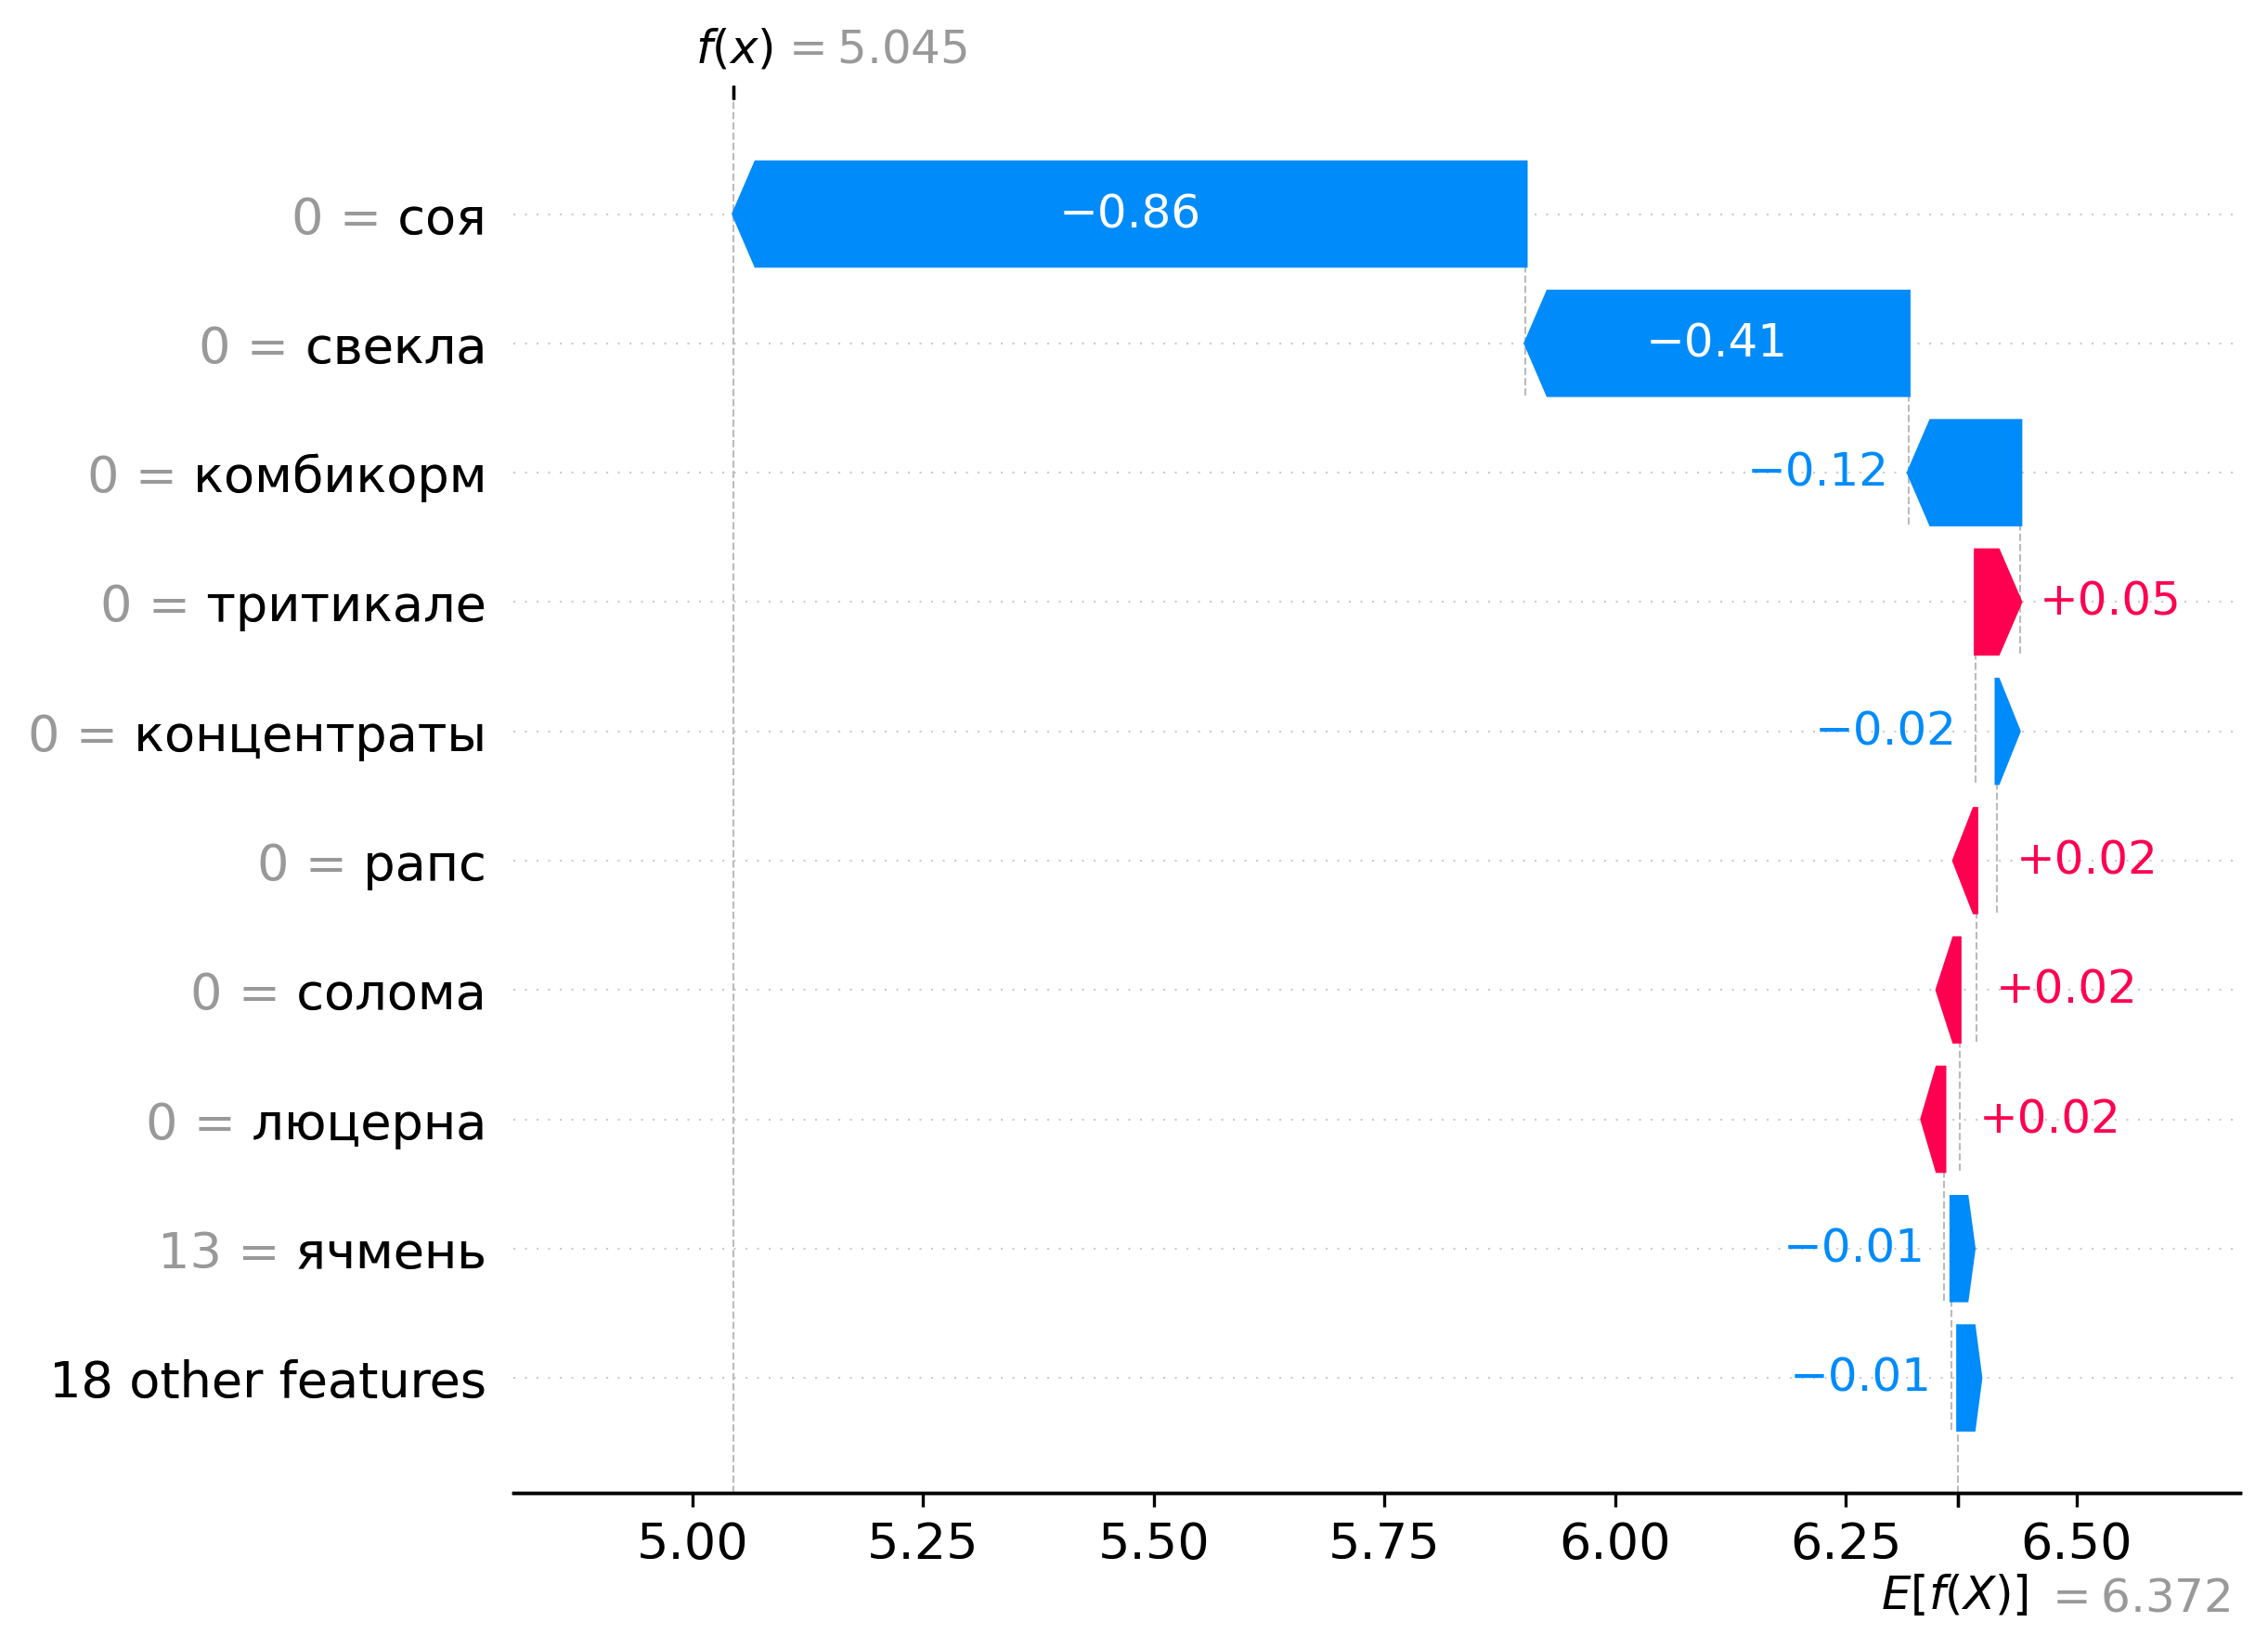 f(x) = 5.045
0 = соя −0.86
0 = свекла −0.41
0 = комбикорм −0.12
0 = тритикале +0.05
0 = концентраты −0.02
0 = рапс +0.02
0 = солома +0.02
0 = люцерна +0.02
13 = ячмень −0.01
18 other features −0.01
5.00 5.25 5.50 5.75 6.00 6.25 6.50
E[f(X)] = 6.372